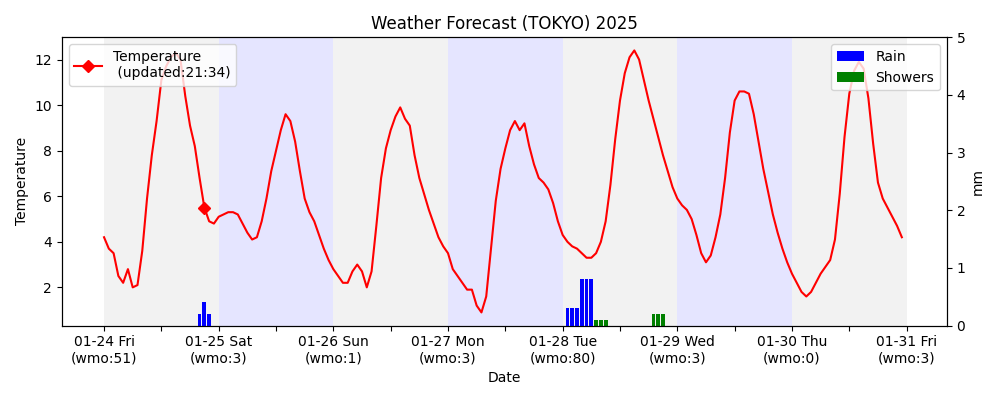 Weather Forecast (TOKYO) 2025
Temperature
(updated:21:34)
Rain
Showers
12
10
8
6
4
2
Temperature
5
4
3
2
1
0
mm
01-24 Fri
(wmo:51)
01-25 Sat
(wmo:3)
01-26 Sun
(wmo:1)
01-27 Mon
(wmo:3)
01-28 Tue
(wmo:80)
01-29 Wed
(wmo:3)
01-30 Thu
(wmo:0)
01-31 Fri
(wmo:3)
Date